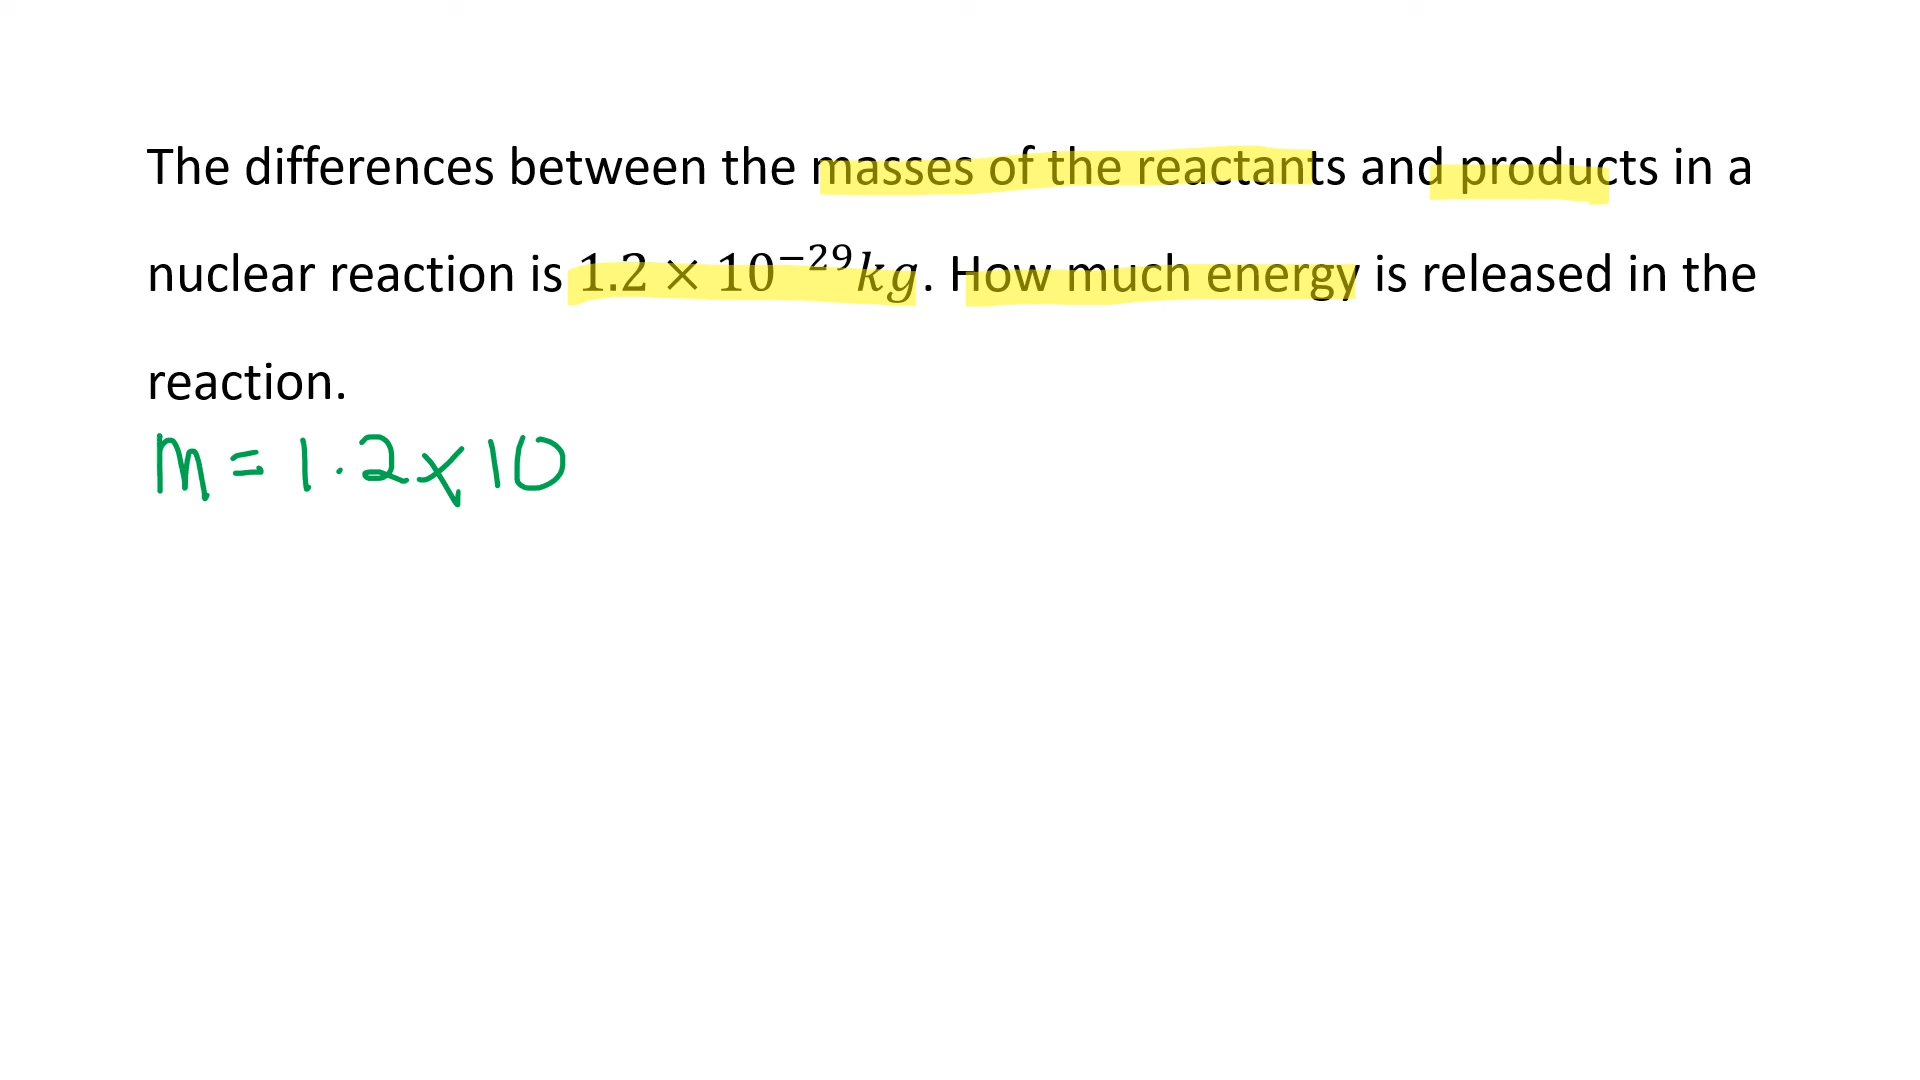 The differences between the masses of the reactants and products in a
nuclear reaction is 1.2 × 10⁻²⁹kg. How much energy is released in the
reaction.
m = 1.2x10